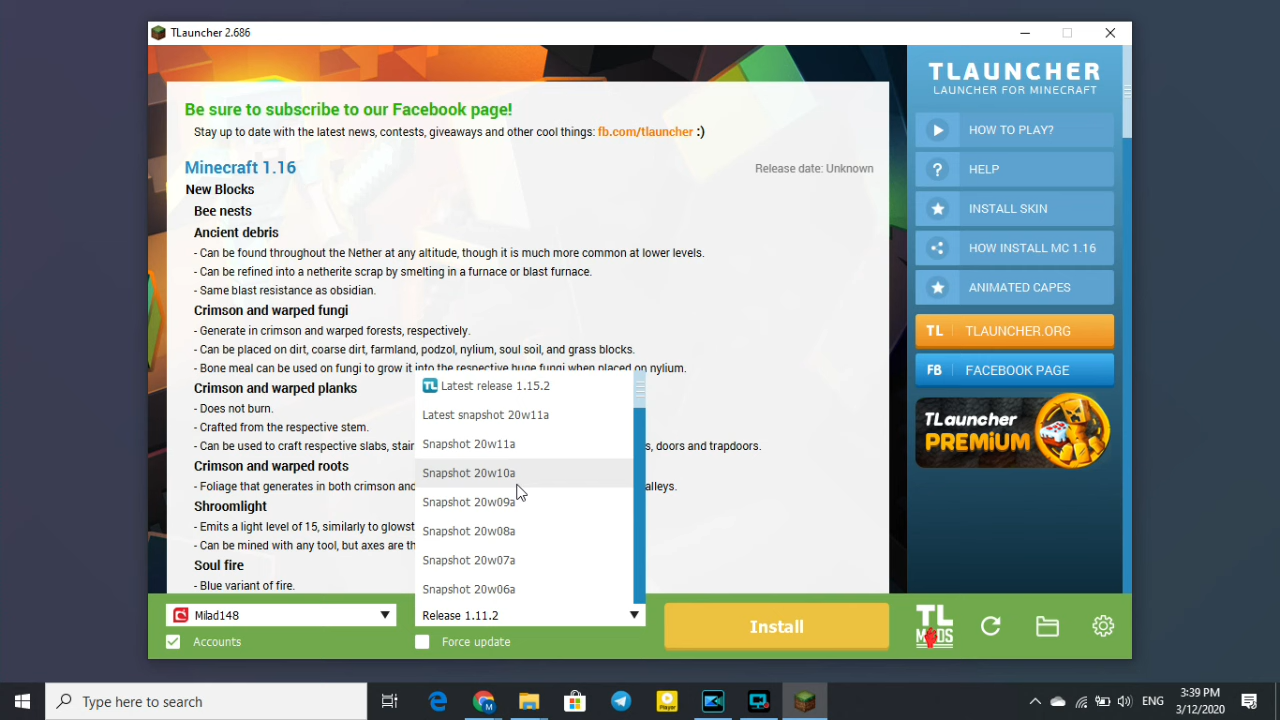 TLauncher 2.686
Be sure to subscribe to our Facebook page!
Stay up to date with the latest news, contests, giveaways and other cool things: fb.com/tlauncher :)
Minecraft 1.16
Release date: Unknown
New Blocks
Bee nests
Ancient debris
- Can be found throughout the Nether at any altitude, though it is much more common at lower levels.
- Can be refined into a netherite scrap by smelting in a furnace or blast furnace.
- Same blast resistance as obsidian.
Crimson and warped fungi
- Generate in crimson and warped forests, respectively.
- Can be placed on dirt, coarse dirt, farmland, podzol, nylium, soul soil, and grass blocks.
- Bone meal can be used on fungi to grow it into the respective huge fungi when placed on nylium.
Crimson and warped planks
- Does not burn.
- Crafted from the respective stem.
- Can be used to craft respective slabs, stair
s, doors and trapdoors.
Crimson and warped roots
- Foliage that generates in both crimson and
alleys.
Shroomlight
- Emits a light level of 15, similarly to glowst
- Can be mined with any tool, but axes are th
Soul fire
- Blue variant of fire.
Latest release 1.15.2
Latest snapshot 20w11a
Snapshot 20w11a
Snapshot 20w10a
Snapshot 20w09a
Snapshot 20w08a
Snapshot 20w07a
Snapshot 20w06a
Release 1.11.2
Milad148
Accounts
Force update
Install
TL
MODS
TLAUNCHER
LAUNCHER FOR MINECRAFT
HOW TO PLAY?
HELP
INSTALL SKIN
HOW INSTALL MC 1.16
ANIMATED CAPES
TL TLAUNCHER.ORG
FB FACEBOOK PAGE
TLauncher
PREMIUM
Type here to search
Player
ENG
3:39 PM
3/12/2020